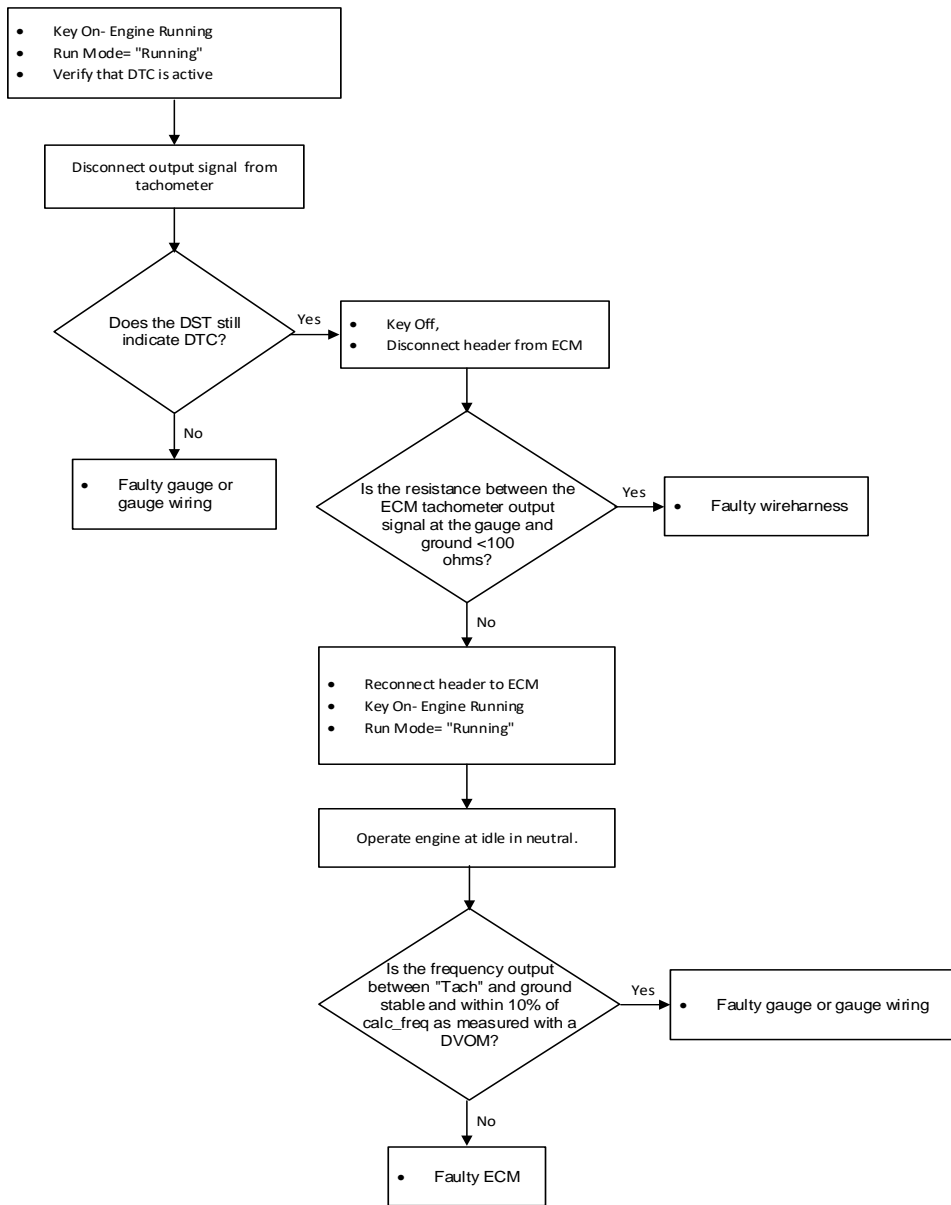 • Key On- Engine Running
• Run Mode= "Running"
• Verify that DTC is active
Disconnect output signal from
tachometer
Does the DST still
indicate DTC?
Yes
• Key Off,
• Disconnect header from ECM
No
• Faulty gauge or
gauge wiring
Is the resistance between the
ECM tachometer output
signal at the gauge and
ground <100
ohms?
Yes
• Faulty wireharness
No
• Reconnect header to ECM
• Key On- Engine Running
• Run Mode= "Running"
Operate engine at idle in neutral.
Is the frequency output
between "Tach" and ground
stable and within 10% of
calc_freq as measured with a
DVOM?
Yes
• Faulty gauge or gauge wiring
No
• Faulty ECM